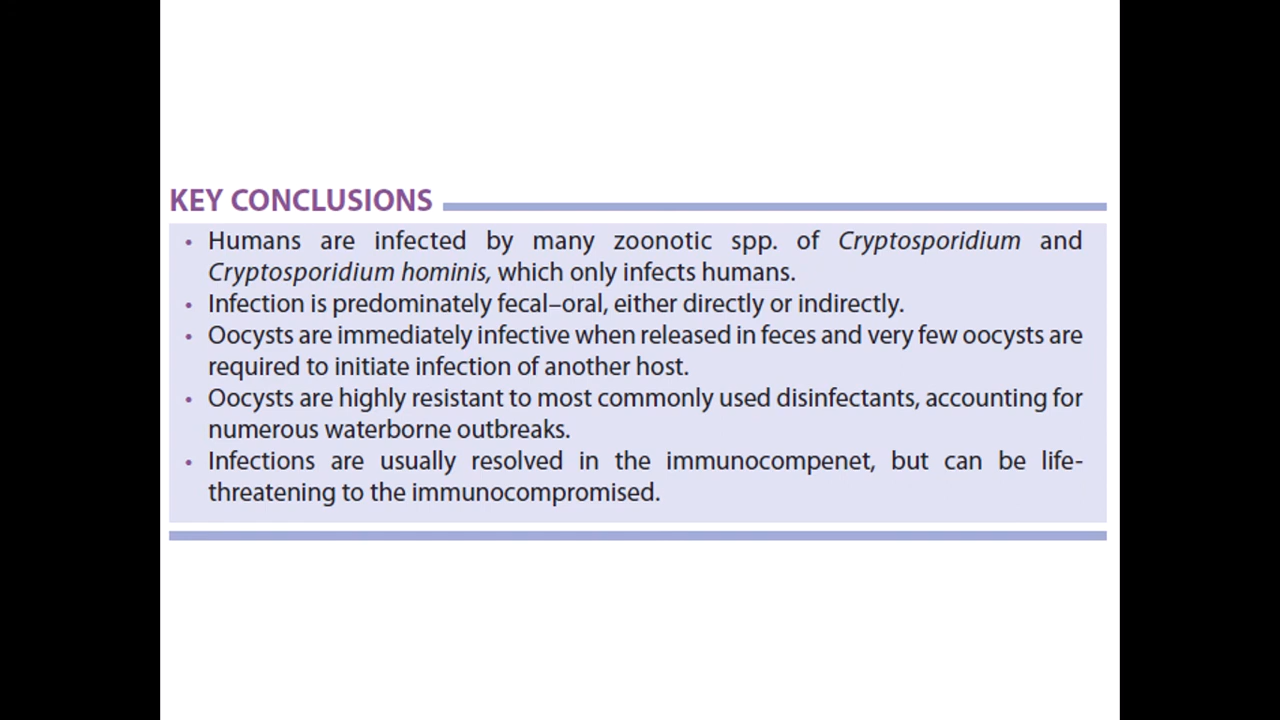 KEY CONCLUSIONS
• Humans are infected by many zoonotic spp. of Cryptosporidium and
Cryptosporidium hominis, which only infects humans.
• Infection is predominately fecal–oral, either directly or indirectly.
• Oocysts are immediately infective when released in feces and very few oocysts are
required to initiate infection of another host.
• Oocysts are highly resistant to most commonly used disinfectants, accounting for
numerous waterborne outbreaks.
• Infections are usually resolved in the immunocompenet, but can be life-
threatening to the immunocompromised.